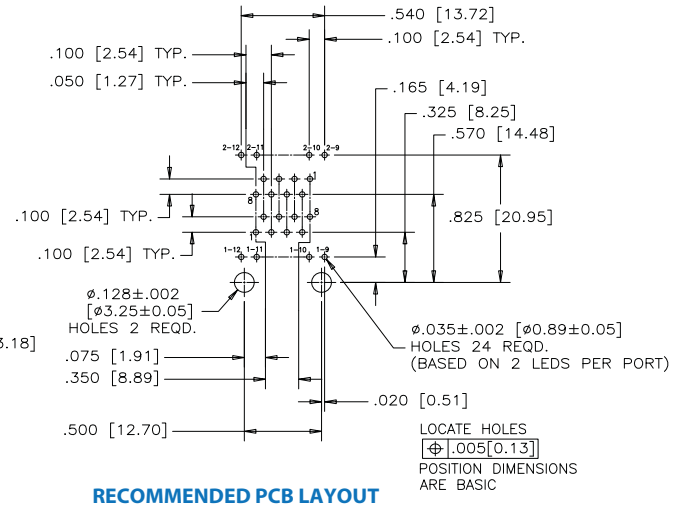 .540 [13.72]
.100 [2.54] TYP.
.100 [2.54] TYP.
.050 [1.27] TYP.
.165 [4.19]
.325 [8.25]
.570 [14.48]
2-12 2-11 2-10 2-9
1
8
.100 [2.54] TYP.
.825 [20.95]
8
1
.100 [2.54] TYP.
1-12 1-11 1-10 1-9
ø.128±.002
[ø3.25±0.05]
HOLES 2 REQD.
ø.035±.002 [ø0.89±0.05]
HOLES 24 REQD.
(BASED ON 2 LEDS PER PORT)
3.18]
.075 [1.91]
.350 [8.89]
.020 [0.51]
.500 [12.70]
LOCATE HOLES
⌖ .005[0.13]
POSITION DIMENSIONS
ARE BASIC
RECOMMENDED PCB LAYOUT